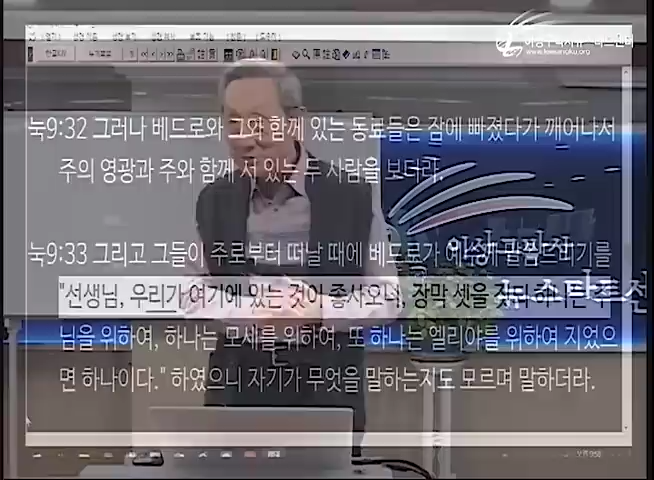 www.leesangku.org
눅9:32 그러나 베드로와 그와 함께 있는 동료들은 잠에 빠졌다가 깨어나서
주의 영광과 주와 함께 서 있는 두 사람을 보더라.
눅9:33 그리고 그들이 주로부터 떠날 때에 베드로가 예수께 말씀드리기를
"선생님, 우리가 여기에 있는 것이 좋사오니, 장막 셋을 짓되 하나는 주
님을 위하여, 하나는 모세를 위하여, 또 하나는 엘리야를 위하여 지었으
면 하나이다." 하였으니 자기가 무엇을 말하는지도 모르며 말하더라.